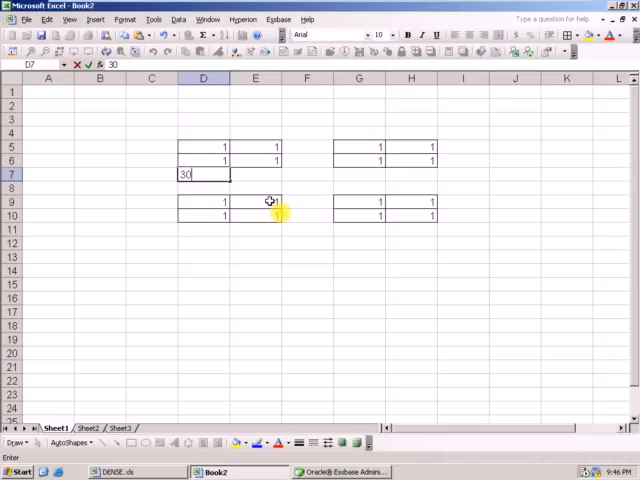 Microsoft Excel - Book2
File Edit View Insert Format Tools Data Window Hyperion Essbase Help Type a question for help
100% Arial 10 B
D7 30
A B C D E F G H I J K L
1
2
3
4
5 1 1 1 1
6 1 1 1 1
7 30
8
9 1 1 1 1
10 1 1 1 1
11
12
13
14
15
16
17
18
19
20
21
22
23
24
25
Sheet1 Sheet2 Sheet3
Draw AutoShapes
Enter
Start DENSE.xls Book2 Oracle® Essbase Admini... 9:46 PM